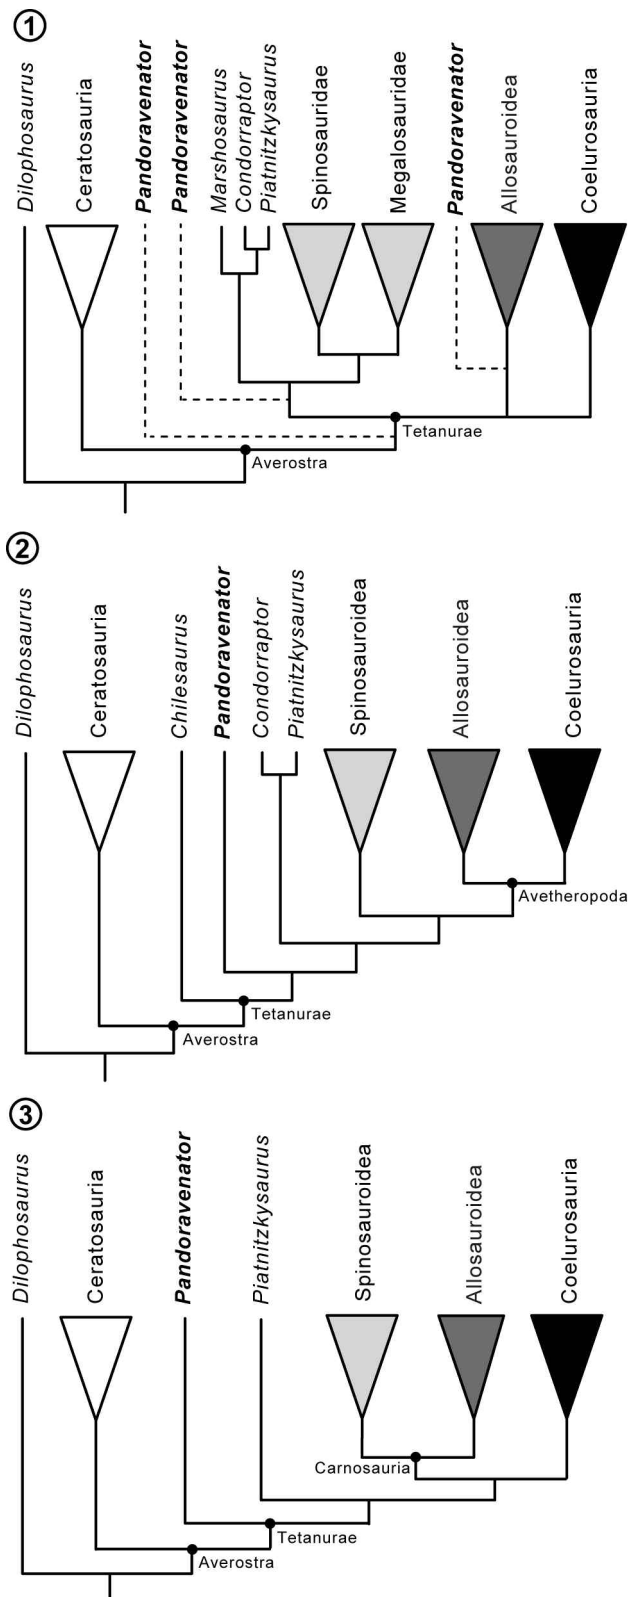 1
Dilophosaurus
Ceratosauria
Pandoravenator
Pandoravenator
Marshosaurus
Condorraptor
Piatnitzkysaurus
Spinosauridae
Megalosauridae
Pandoravenator
Allosauroidea
Coelurosauria
Tetanurae
Averostra
2
Dilophosaurus
Ceratosauria
Chilesaurus
Pandoravenator
Condorraptor
Piatnitzkysaurus
Spinosauroidea
Allosauroidea
Coelurosauria
Avetheropoda
Tetanurae
Averostra
3
Dilophosaurus
Ceratosauria
Pandoravenator
Piatnitzkysaurus
Spinosauroidea
Allosauroidea
Coelurosauria
Carnosauria
Tetanurae
Averostra